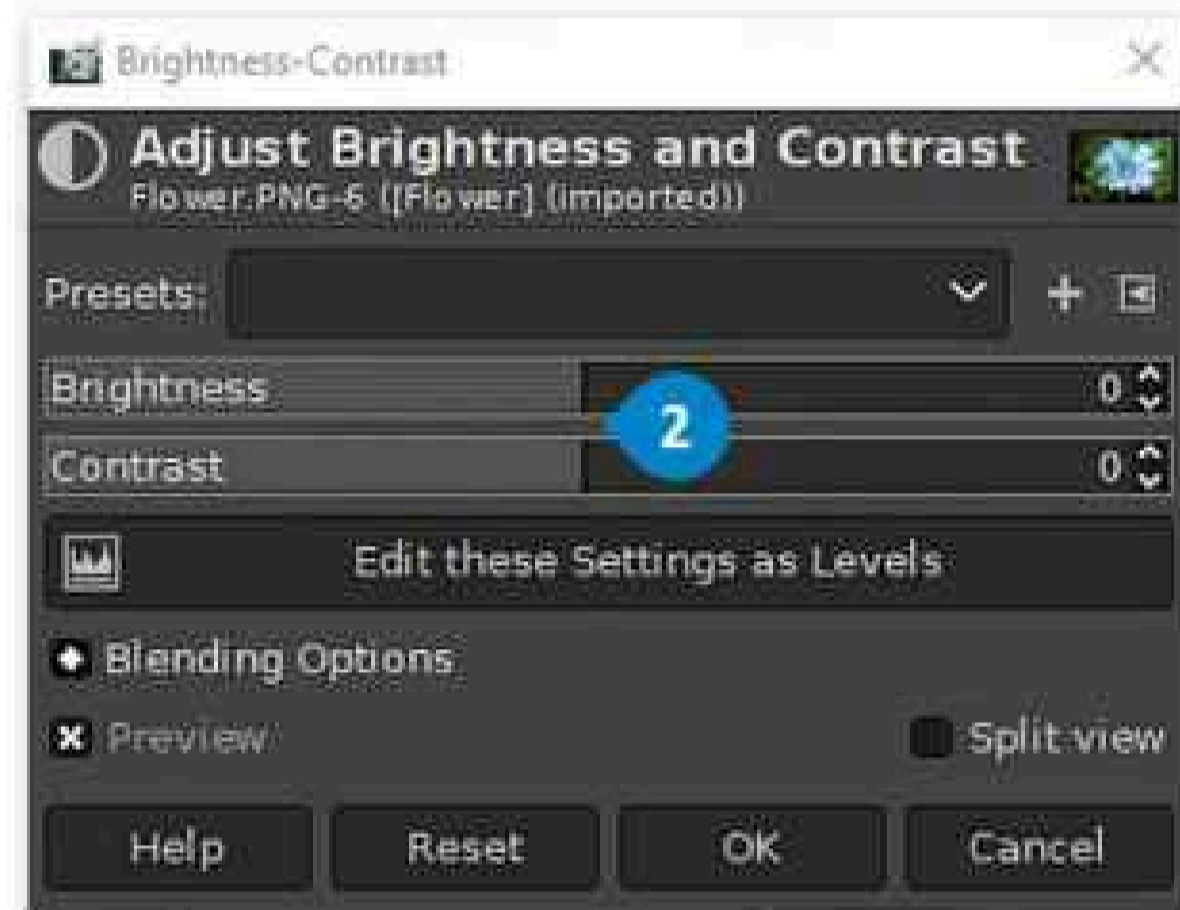 Brightness-Contrast
Adjust Brightness and Contrast
Flower.PNG-6 ([Flower] (imported))
Presets:
Brightness 0
2
Contrast 0
Edit these Settings as Levels
Blending Options
Preview Split view
Help Reset OK Cancel